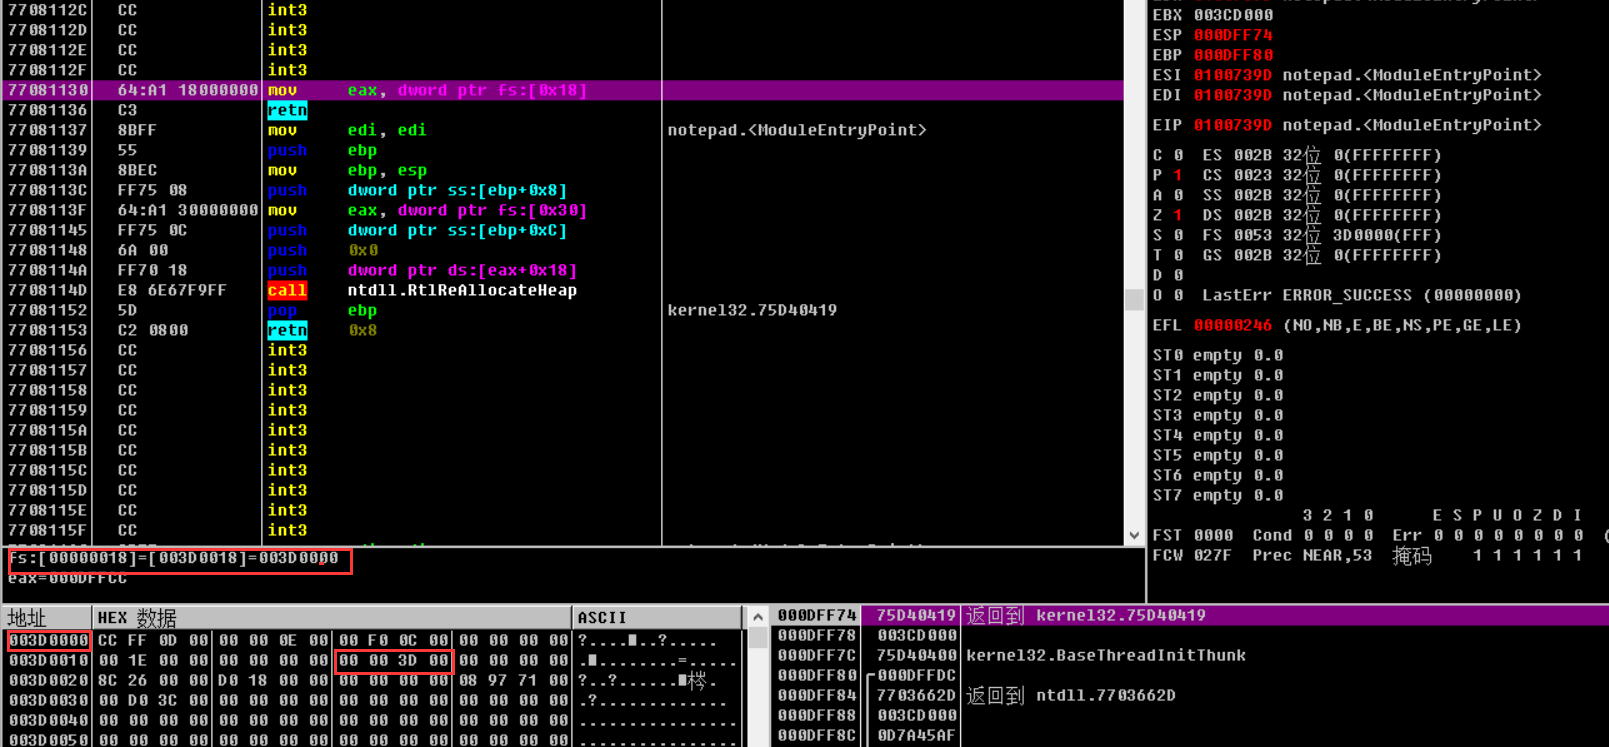 7708112C CC int3
7708112D CC int3
7708112E CC int3
7708112F CC int3
77081130 64:A1 18000000 mov eax, dword ptr fs:[0x18]
77081136 C3 retn
77081137 8BFF mov edi, edi notepad.<ModuleEntryPoint>
77081139 55 push ebp
7708113A 8BEC mov ebp, esp
7708113C FF75 08 push dword ptr ss:[ebp+0x8]
7708113F 64:A1 30000000 mov eax, dword ptr fs:[0x30]
77081145 FF75 0C push dword ptr ss:[ebp+0xC]
77081148 6A 00 push 0x0
7708114A FF70 18 push dword ptr ds:[eax+0x18]
7708114D E8 6E67F9FF call ntdll.RtlReAllocateHeap
77081152 5D pop ebp kernel32.75D40419
77081153 C2 0800 retn 0x8
77081156 CC int3
77081157 CC int3
77081158 CC int3
77081159 CC int3
7708115A CC int3
7708115B CC int3
7708115C CC int3
7708115D CC int3
7708115E CC int3
7708115F CC int3
EBX 003CD000
ESP 000DFF74
EBP 000DFF80
ESI 0100739D notepad.<ModuleEntryPoint>
EDI 0100739D notepad.<ModuleEntryPoint>
EIP 0100739D notepad.<ModuleEntryPoint>
C 0 ES 002B 32位 0(FFFFFFFF)
P 1 CS 0023 32位 0(FFFFFFFF)
A 0 SS 002B 32位 0(FFFFFFFF)
Z 1 DS 002B 32位 0(FFFFFFFF)
S 0 FS 0053 32位 3D0000(FFF)
T 0 GS 002B 32位 0(FFFFFFFF)
D 0
O 0 LastErr ERROR_SUCCESS (00000000)
EFL 00000246 (NO,NB,E,BE,NS,PE,GE,LE)
ST0 empty 0.0
ST1 empty 0.0
ST2 empty 0.0
ST3 empty 0.0
ST4 empty 0.0
ST5 empty 0.0
ST6 empty 0.0
ST7 empty 0.0
3 2 1 0 E S P U O Z D I
FST 0000 Cond 0 0 0 0 Err 0 0 0 0 0 0 0 0 (
FCW 027F Prec NEAR,53 掩码 1 1 1 1 1 1
fs:[00000018]=[003D0018]=003D0000
eax=000DFFCC
地址 HEX 数据 ASCII
003D0000 CC FF 0D 00 00 00 0E 00 00 F0 0C 00 00 00 00 00 ?....■..?.....
003D0010 00 1E 00 00 00 00 00 00 00 00 3D 00 00 00 00 00 .■........=.....
003D0020 8C 26 00 00 D0 18 00 00 00 00 00 00 08 97 71 00
003D0030 00 D0 3C 00 00 00 00 00 00 00 00 00 00 00 00 00 .?.............
003D0040 00 00 00 00 00 00 00 00 00 00 00 00 00 00 00 00 ................
003D0050 00 00 00 00 00 00 00 00 00 00 00 00 00 00 00 00 ................
000DFF74 75D40419 返回到 kernel32.75D40419
000DFF78 003CD000
000DFF7C 75D40400 kernel32.BaseThreadInitThunk
000DFF80 000DFFDC
000DFF84 7703662D 返回到 ntdll.7703662D
000DFF88 003CD000
000DFF8C 0D7A45AF